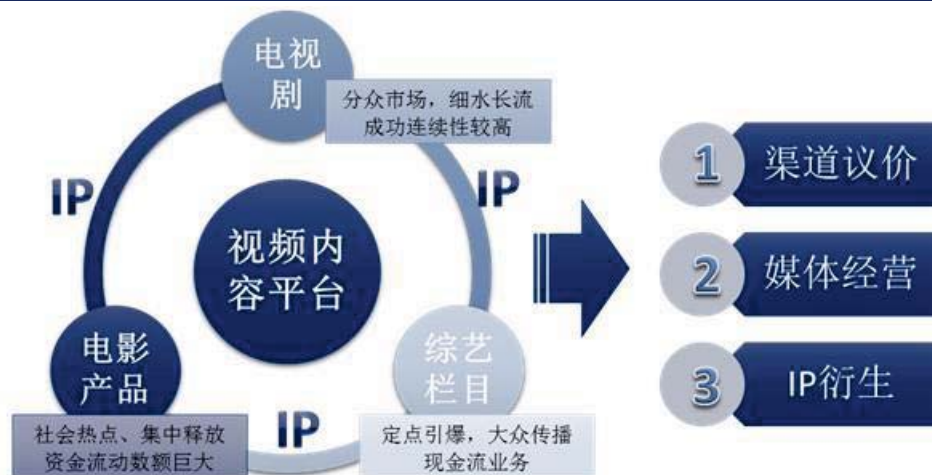 电视
剧
分众市场，细水长流
成功连续性较高
IP
IP
视频内
容平台
电影
产品
社会热点、集中释放
资金流动数额巨大
IP
综艺
栏目
定点引爆，大众传播
现金流业务
1
渠道议价
2
媒体经营
3
IP衍生